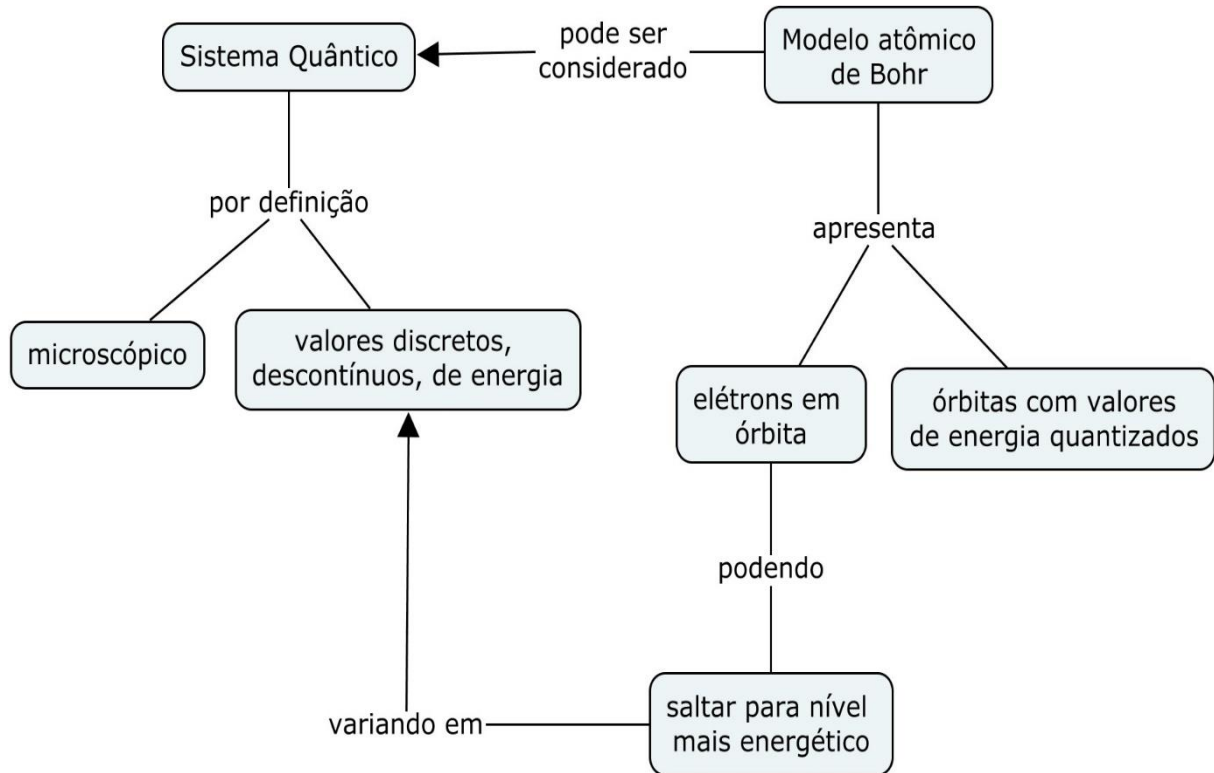 Sistema Quântico
pode ser
considerado
Modelo atômico
de Bohr
por definição
apresenta
microscópico
valores discretos,
descontínuos, de energia
elétrons em
órbita
órbitas com valores
de energia quantizados
podendo
variando em
saltar para nível
mais energético